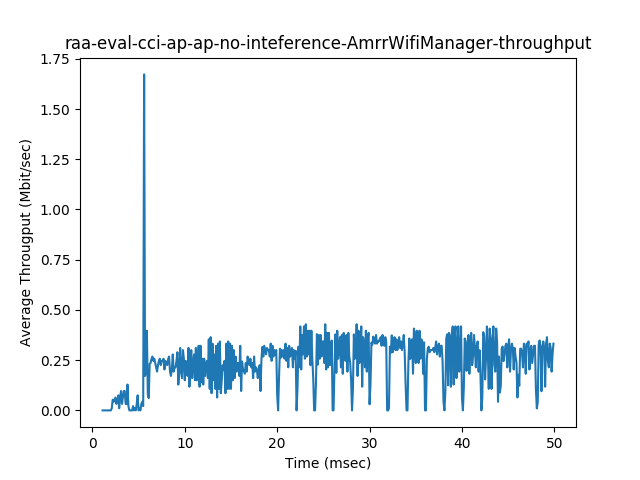 raa-eval-cci-ap-ap-no-inteference-AmrrWifiManager-throughput
Average Througput (Mbit/sec)
1.75
1.50
1.25
1.00
0.75
0.50
0.25
0.00
0 10 20 30 40 50
Time (msec)